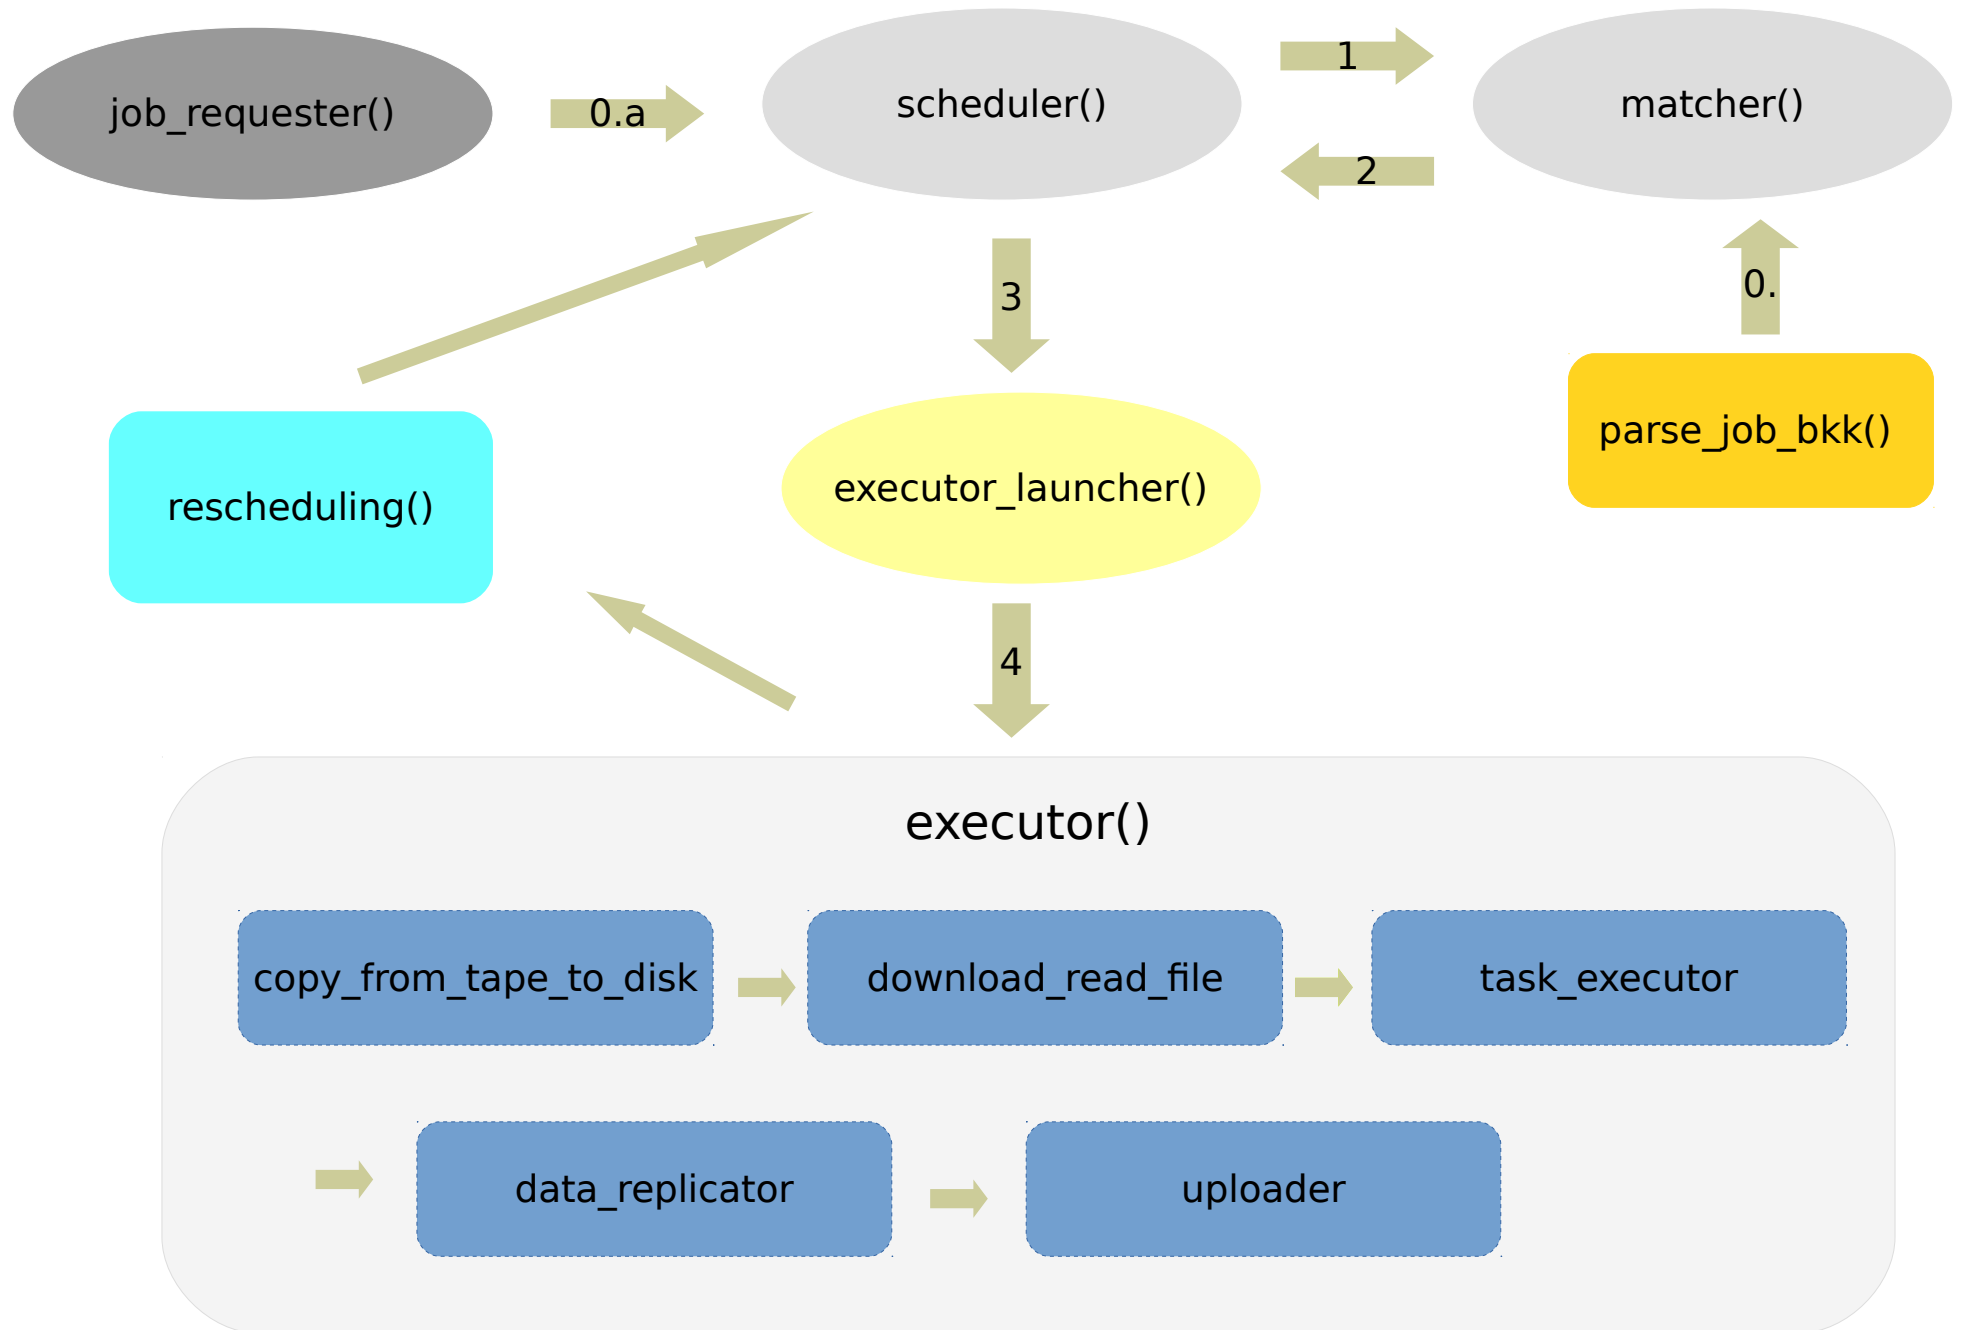 job_requester()
0.a
scheduler()
1
2
matcher()
3
0.
rescheduling()
executor_launcher()
parse_job_bkk()
4
executor()
copy_from_tape_to_disk
download_read_file
task_executor
data_replicator
uploader